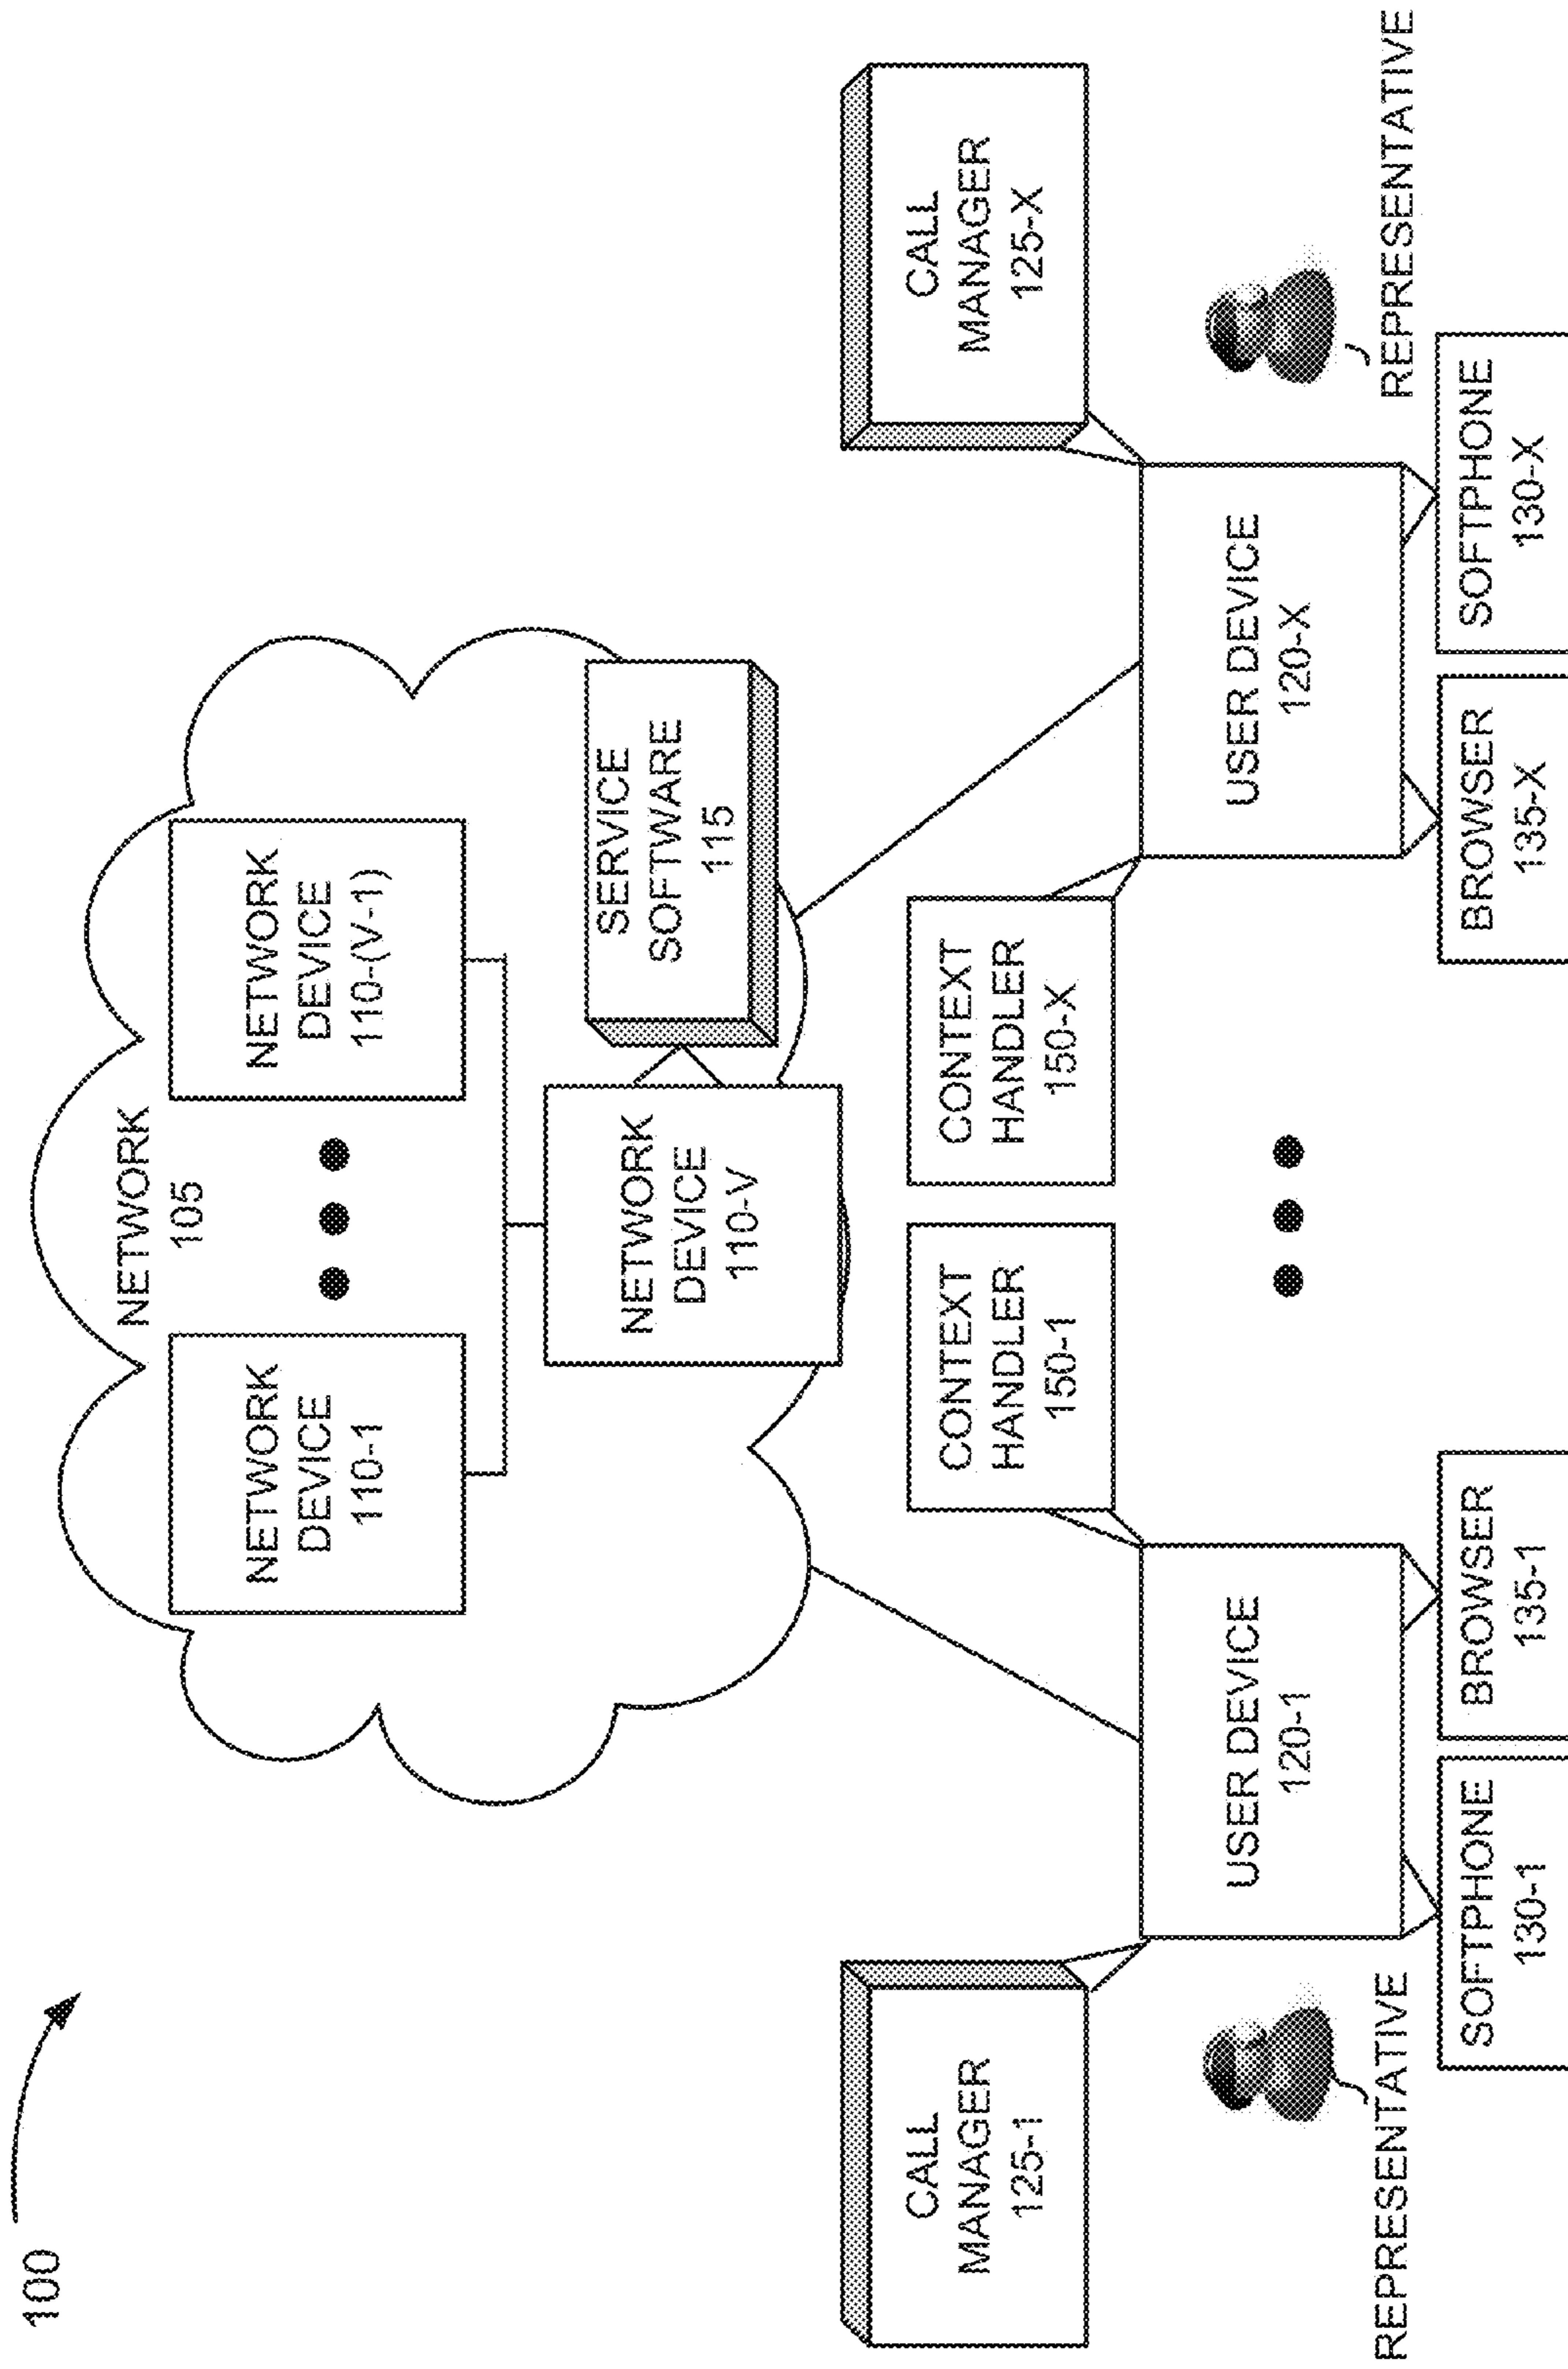 100
NETWORK
105
NETWORK
DEVICE
110-1
NETWORK
DEVICE
110-(V-1)
NETWORK
DEVICE
110-V
SERVICE
SOFTWARE
115
CALL
MANAGER
125-1
CONTEXT
HANDLER
150-1
CONTEXT
HANDLER
150-X
CALL
MANAGER
125-X
USER DEVICE
120-1
USER DEVICE
120-X
REPRESENTATIVE
REPRESENTATIVE
SOFTPHONE
130-1
BROWSER
135-1
BROWSER
135-X
SOFTPHONE
130-X